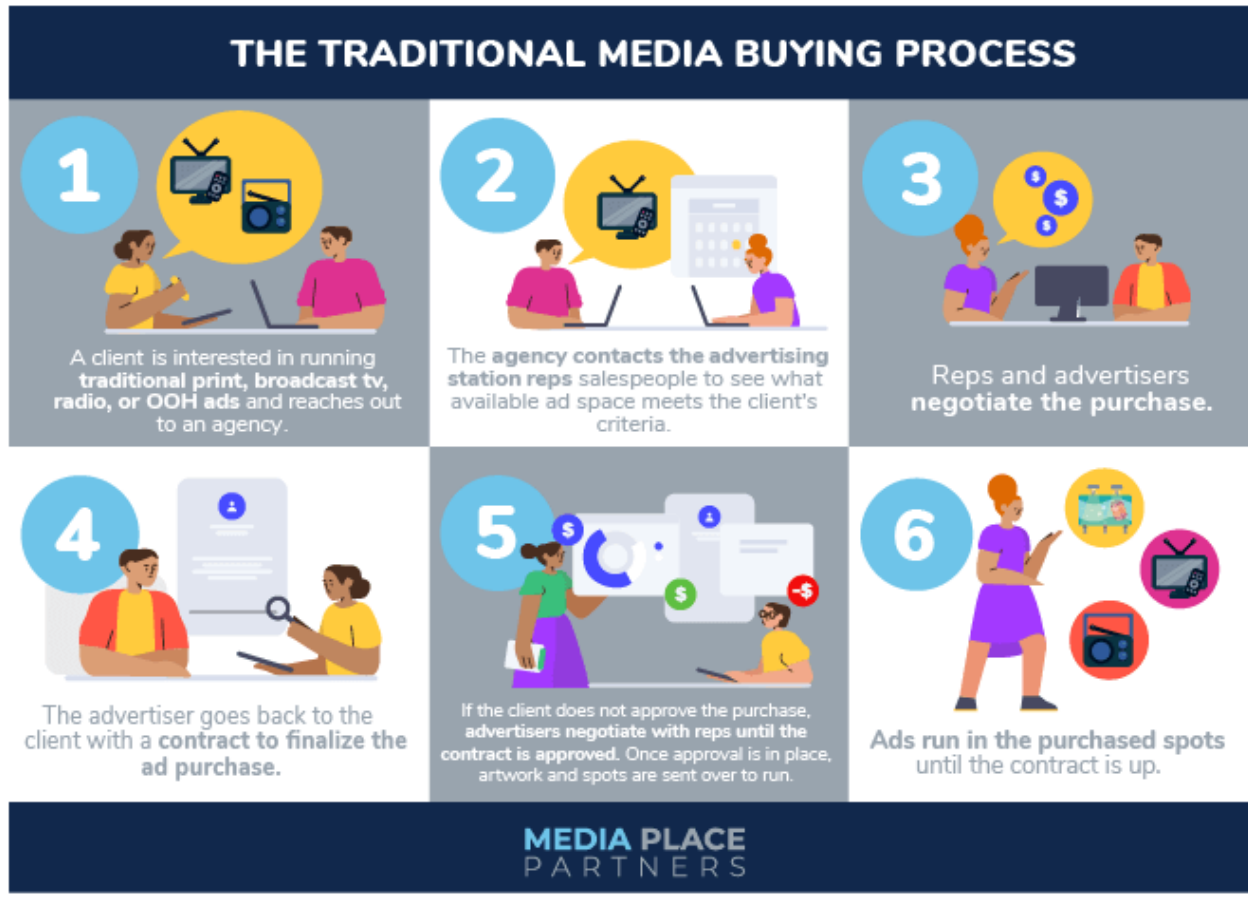 THE TRADITIONAL MEDIA BUYING PROCESS
1
A client is interested in running
traditional print, broadcast tv,
radio, or OOH ads and reaches out
to an agency.
2
The agency contacts the advertising
station reps salespeople to see what
available ad space meets the client's
criteria.
3
$
$
$
Reps and advertisers
negotiate the purchase.
4
The advertiser goes back to the
client with a contract to finalize the
ad purchase.
5
$
$
-$
If the client does not approve the purchase,
advertisers negotiate with reps until the
contract is approved. Once approval is in place,
artwork and spots are sent over to run.
6
Ads run in the purchased spots
until the contract is up.
MEDIA PLACE
PARTNERS